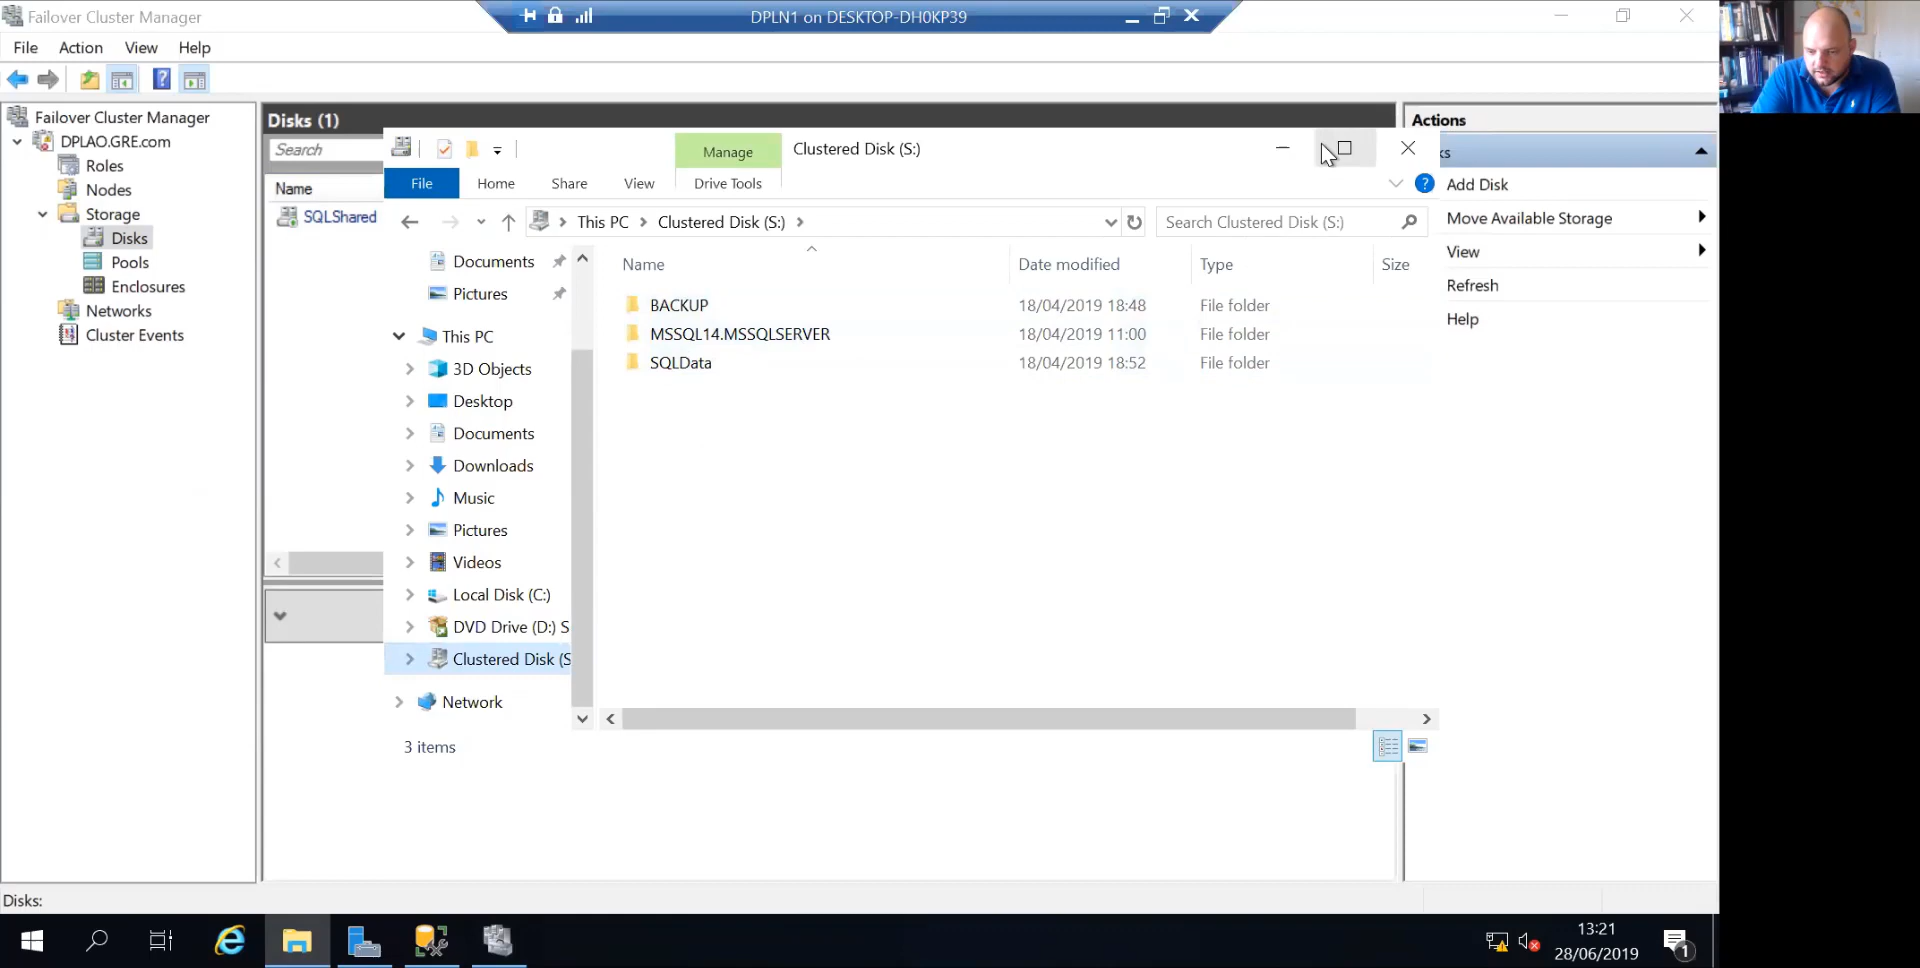 Failover Cluster Manager
DPLN1 on DESKTOP-DH0KP39
File Action View Help
Failover Cluster Manager
DPLAO.GRE.com
Roles
Nodes
Storage
Disks
Pools
Enclosures
Networks
Cluster Events
Disks (1)
Search
Name
SQLShared
Manage
Clustered Disk (S:)
File Home Share View Drive Tools
This PC
Clustered Disk (S:)
Search Clustered Disk (S:)
Documents
Pictures
This PC
3D Objects
Desktop
Documents
Downloads
Music
Pictures
Videos
Local Disk (C:)
DVD Drive (D:) S
Clustered Disk (S
Network
Name Date modified Type Size
BACKUP 18/04/2019 18:48 File folder
MSSQL14.MSSQLSERVER 18/04/2019 11:00 File folder
SQLData 18/04/2019 18:52 File folder
3 items
Actions
ks
Add Disk
Move Available Storage
View
Refresh
Help
Disks:
13:21
28/06/2019
1